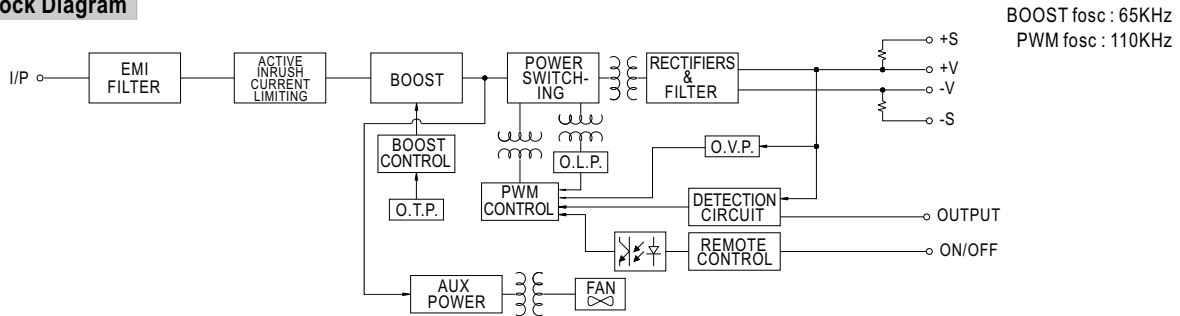 ock Diagram
BOOST fosc : 65KHz
PWM fosc : 110KHz
I/P
EMI
FILTER
ACTIVE
INRUSH
CURRENT
LIMITING
BOOST
POWER
SWITCH-
ING
RECTIFIERS
&
FILTER
+S
+V
-V
-S
BOOST
CONTROL
O.T.P.
O.L.P.
O.V.P.
PWM
CONTROL
DETECTION
CIRCUIT
OUTPUT
REMOTE
CONTROL
ON/OFF
AUX
POWER
FAN